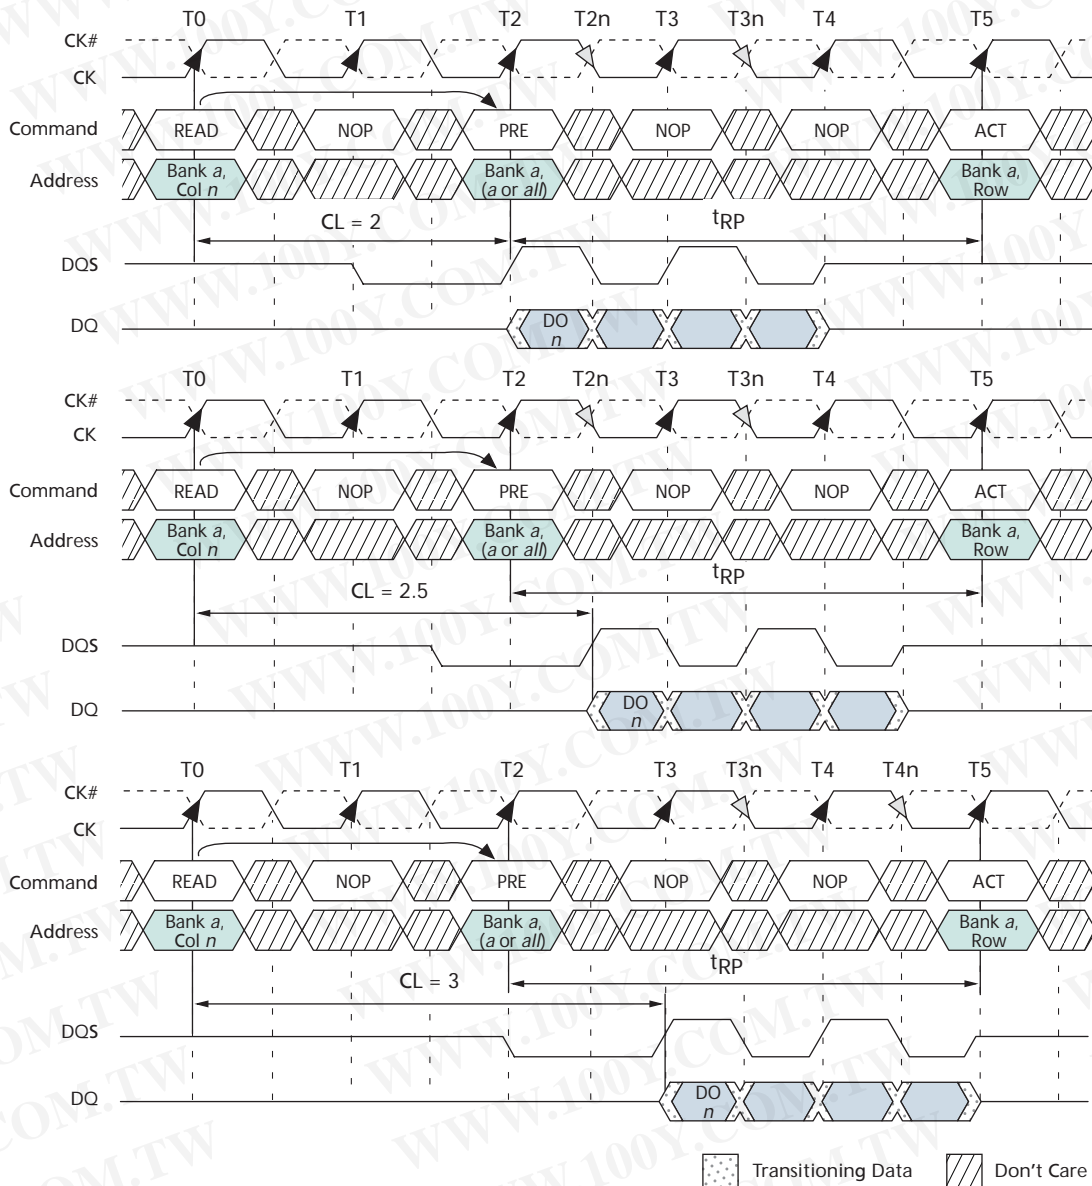 T0 T1 T2 T2n T3 T3n T4 T5
CK#
CK
Command READ NOP PRE NOP NOP ACT
Address Bank a, Col n Bank a, (a or all) Bank a, Row
CL = 2 tRP
DQS
DQ DO n
T0 T1 T2 T2n T3 T3n T4 T5
CK#
CK
Command READ NOP PRE NOP NOP ACT
Address Bank a, Col n Bank a, (a or all) Bank a, Row
CL = 2.5 tRP
DQS
DQ DO n
T0 T1 T2 T3 T3n T4 T4n T5
CK#
CK
Command READ NOP PRE NOP NOP ACT
Address Bank a, Col n Bank a, (a or all) Bank a, Row
CL = 3 tRP
DQS
DQ DO n
Transitioning Data Don't Care
WWW.100Y.COM.TW